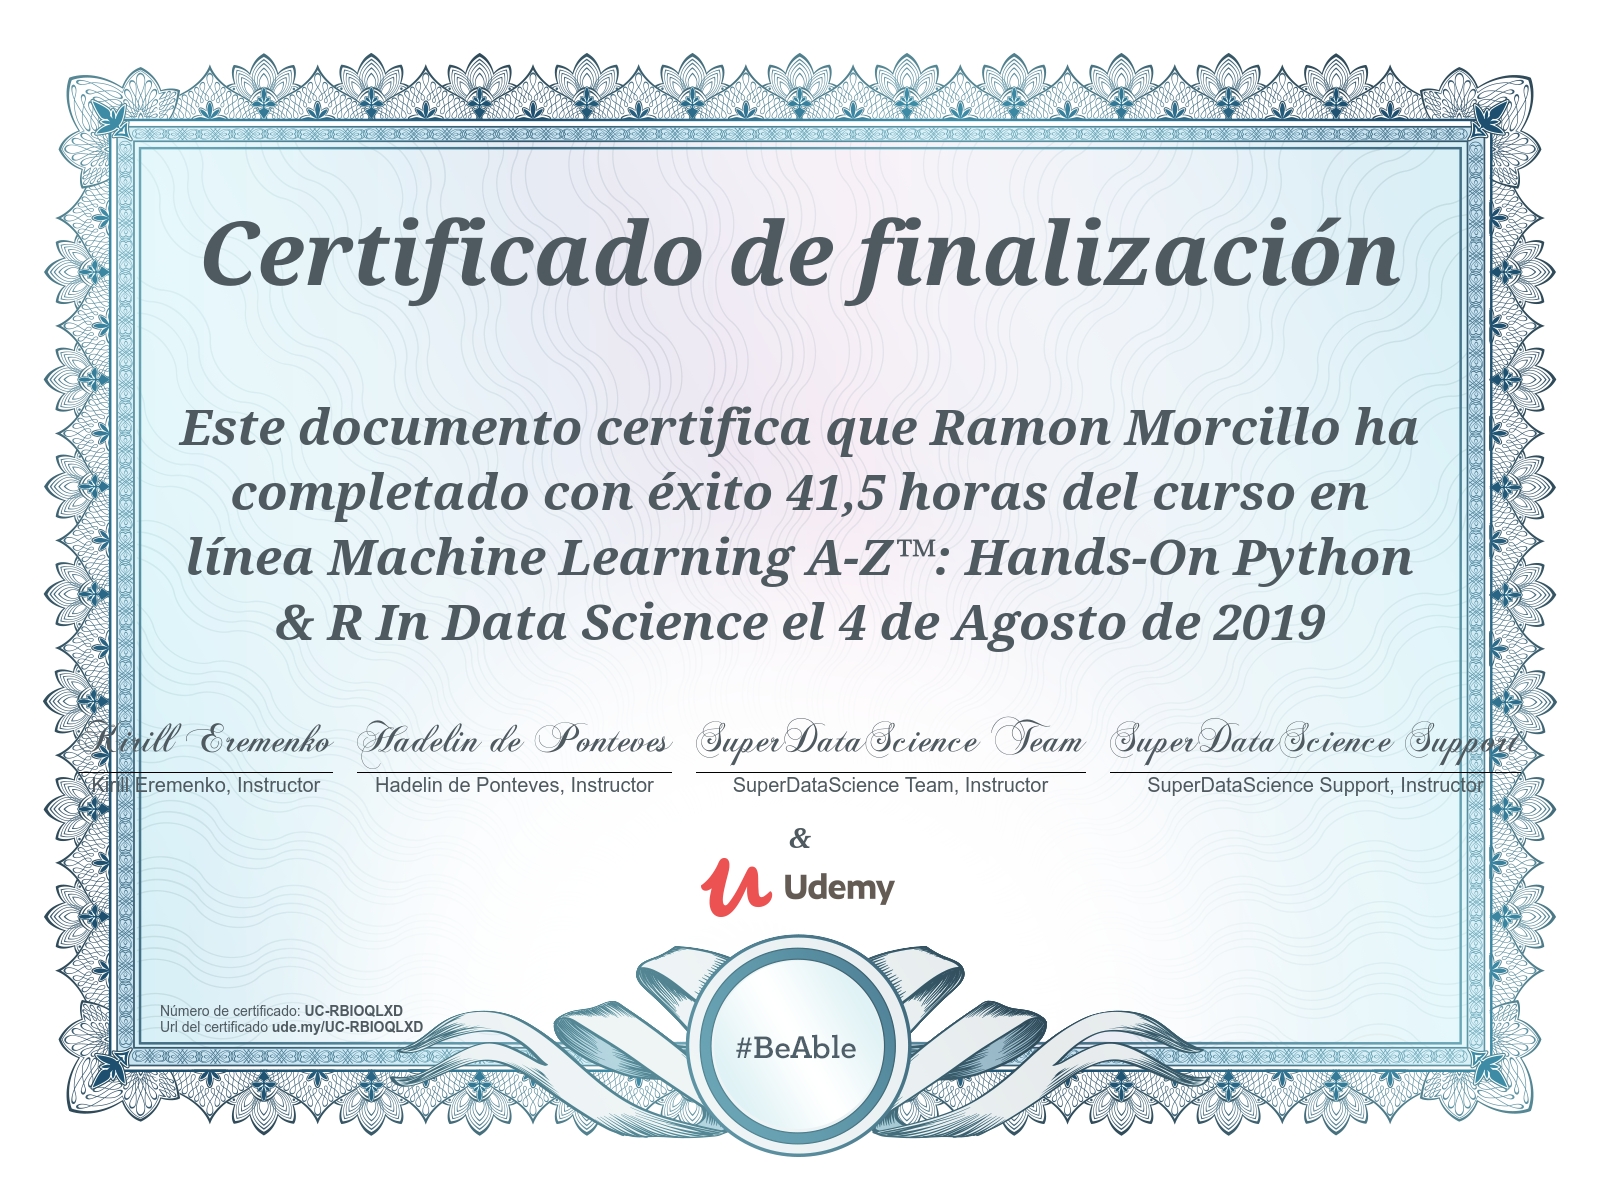 Certificado de finalización
Este documento certifica que Ramon Morcillo ha
completado con éxito 41,5 horas del curso en
línea Machine Learning A-Z™: Hands-On Python
& R In Data Science el 4 de Agosto de 2019
Kirill Eremenko Hadelin de Ponteves SuperDataScience Team SuperDataScience Support
Kirill Eremenko, Instructor Hadelin de Ponteves, Instructor SuperDataScience Team, Instructor SuperDataScience Support, Instructor
&
Udemy
Número de certificado: UC-RBIOQLXD
Url del certificado ude.my/UC-RBIOQLXD
#BeAble